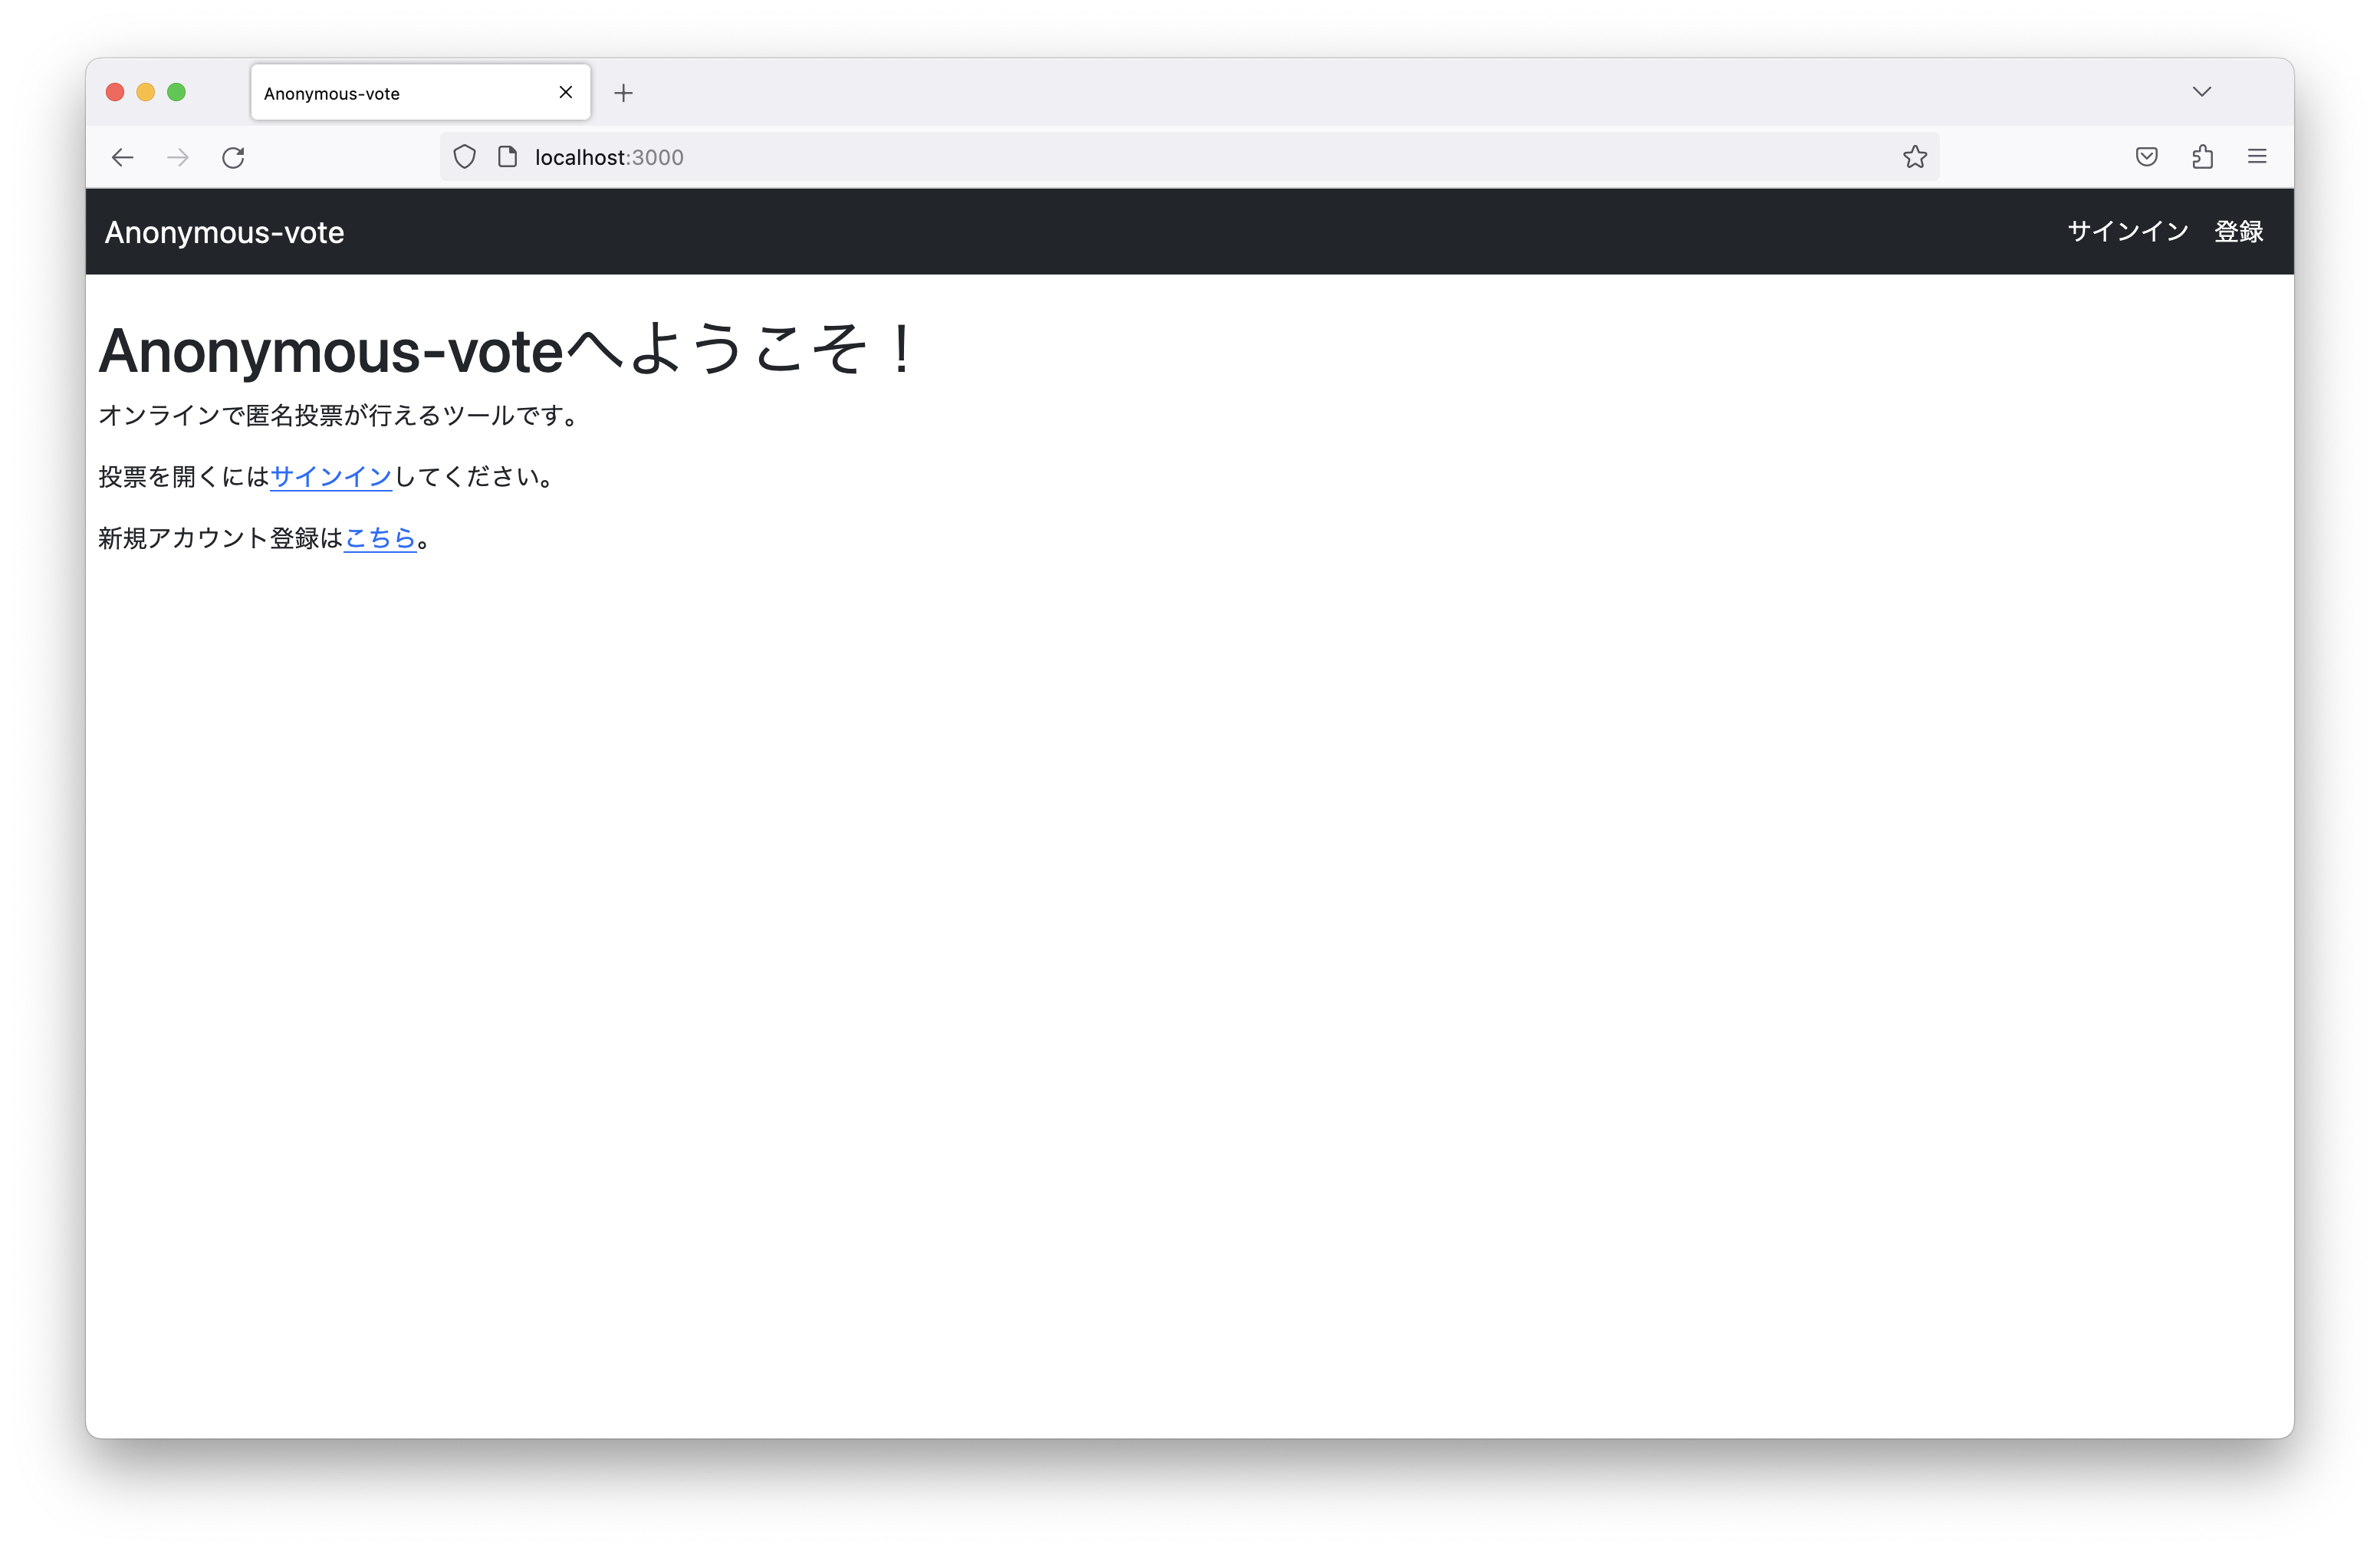 Anonymous-vote
localhost:3000
Anonymous-vote サインイン 登録
Anonymous-voteへようこそ！
オンラインで匿名投票が行えるツールです。
投票を開くにはサインインしてください。
新規アカウント登録はこちら。